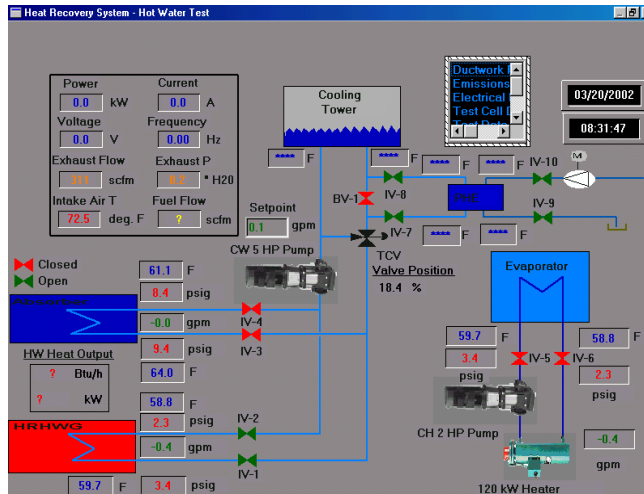 Heat Recovery System - Hot Water Test
Power
Current
0.0 kW
0.0 A
Voltage
Frequency
0.0 V
0.00 Hz
Exhaust Flow
Exhaust P
scfm
0.2 " H20
Intake Air T
Fuel Flow
72.5 deg. F
? scfm
Cooling
Tower
Ductwork
Emissions
Electrical
Test Cell
03/20/2002
08:31:47
**** F
**** F
**** F
**** F
IV-10
M
BV-1
IV-8
IV-9
Setpoint
0.1 gpm
IV-7
**** F
**** F
TCV
Valve Position
18.4 %
CW 5 HP Pump
Closed
Open
61.1 F
8.4 psig
Absorber
-0.0 gpm
IV-4
IV-3
9.4 psig
64.0 F
HW Heat Output
? Btu/h
? kW
58.8 F
2.3 psig
HRHWG
-0.4 gpm
IV-2
IV-1
59.7 F
3.4 psig
Evaporator
59.7 F
58.8 F
3.4
psig
IV-5
IV-6
2.3
psig
CH 2 HP Pump
-0.4
gpm
120 kW Heater